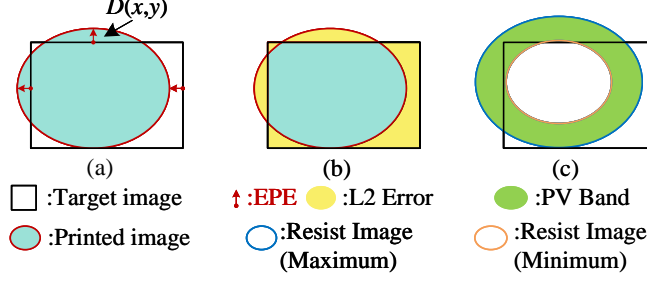 D(x,y)
(a) (b) (c)
:Target image :EPE :L2 Error :PV Band
:Printed image :Resist Image (Maximum) :Resist Image (Minimum)